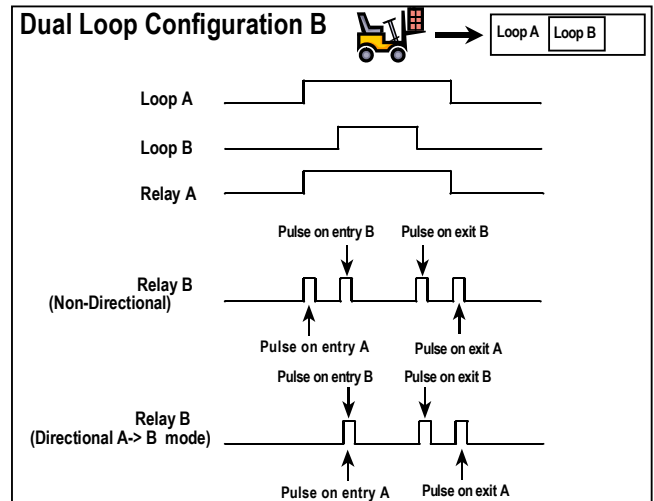 Dual Loop Configuration B
Loop A Loop B
Loop A
Loop B
Relay A
Pulse on entry B Pulse on exit B
Relay B
(Non-Directional)
Pulse on entry A Pulse on exit A
Pulse on entry B Pulse on exit B
Relay B
(Directional A-> B mode)
Pulse on entry A Pulse on exit A